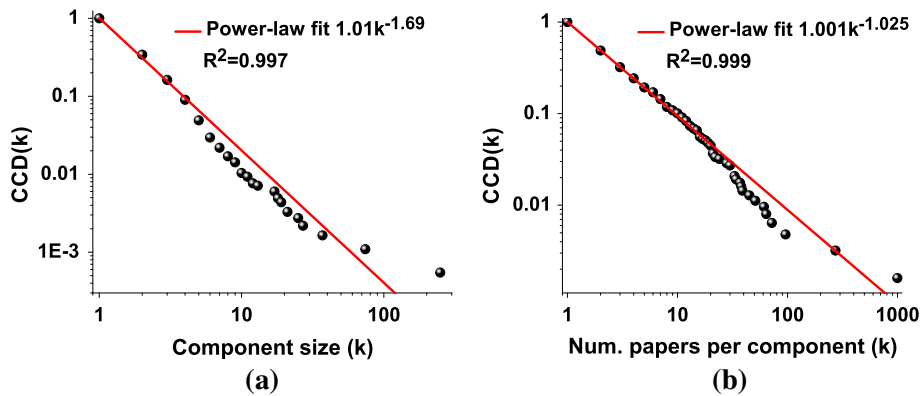 Power-law fit 1.01k^-1.69
R^2=0.997
1
0.1
0.01
1E-3
CCD(k)
1
10
100
Component size (k)
(a)
Power-law fit 1.001k^-1.025
R^2=0.999
1
0.1
0.01
CCD(k)
1
10
100
1000
Num. papers per component (k)
(b)